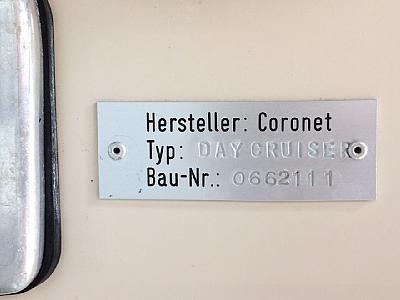 Hersteller: Coronet
Typ: DAY CRUISER
Bau-Nr.: 0662111